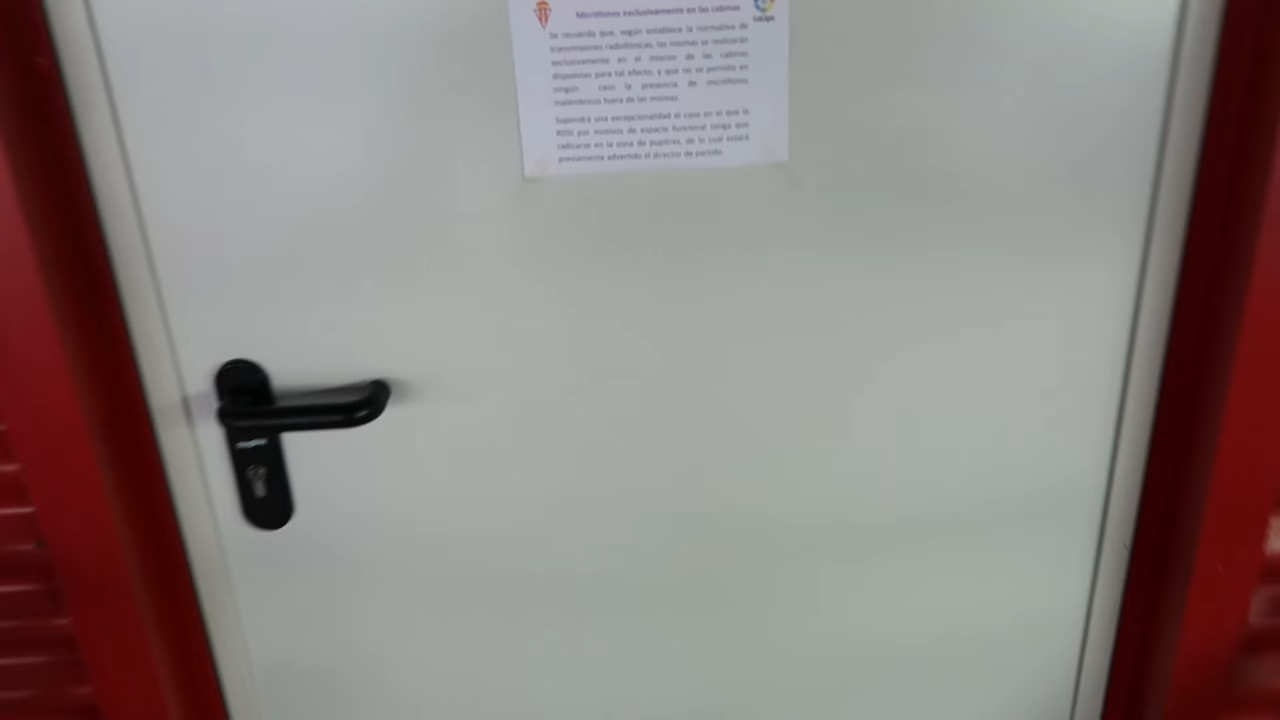 Micrófonos exclusivamente en las cabinas
LaLiga
Se recuerda que, según establece la normativa de
transmisiones radiofónicas, las mismas se realizarán
exclusivamente en el interior de las cabinas
dispuestas para tal efecto, y que no se permite en
ningún caso la presencia de micrófonos
inalámbricos fuera de las mismas.
Supondrá una excepcionalidad el caso en el que la
por motivos de espacio funcional tenga que
radicarse en la zona de pupitres, de lo cual estará
previamente advertido el director de partido.